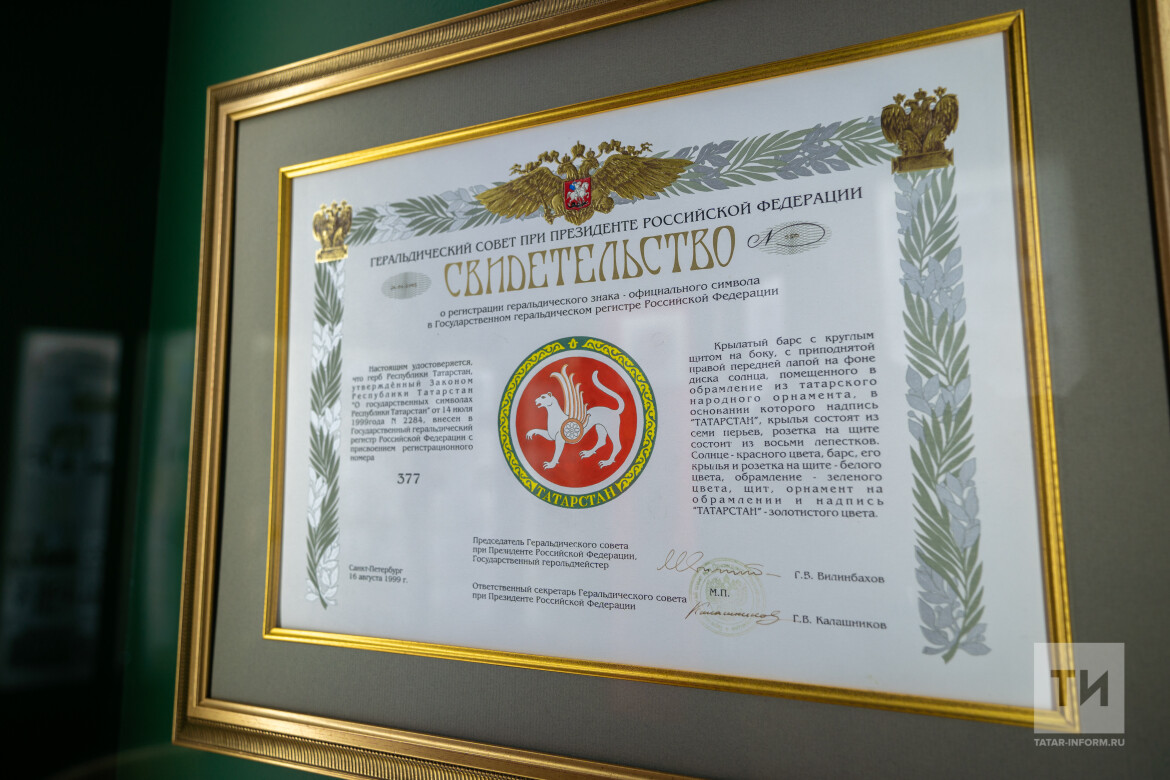 ГЕРАЛЬДИЧЕСКИЙ СОВЕТ ПРИ ПРЕЗИДЕНТЕ РОССИЙСКОЙ ФЕДЕРАЦИИ
СВИДЕТЕЛЬСТВО
N
о регистрации геральдического знака - официального символа
в Государственном геральдическом регистре Российской Федерации
Настоящим удостоверяется,
что герб Республики Татарстан,
утверждённый Законом
Республики Татарстан
"О государственных символах
Республики Татарстан" от 14 июля
1999года N 2284, внесен в
Государственный геральдический
регистр Российской Федерации с
присвоением регистрационного
номера
377
ТАТАРСТАН
Крылатый барс с круглым
щитом на боку, с приподнятой
правой передней лапой на фоне
диска солнца, помещенного в
обрамление из татарского
народного орнамента, в
основании которого надпись
"ТАТАРСТАН", крылья состоят из
семи перьев, розетка на щите
состоит из восьми лепестков.
Солнце - красного цвета, барс, его
крылья и розетка на щите - белого
цвета, обрамление - зеленого
цвета, щит, орнамент на
обрамлении и надпись
"ТАТАРСТАН" - золотистого цвета.
Санкт-Петербург
16 августа 1999 г.
Председатель Геральдического совета
при Президенте Российской Федерации,
Государственный герольдмейстер
Г.В. Вилинбахов
М.П.
Ответственный секретарь Геральдического совета
при Президенте Российской Федерации
Г.В. Калашников
ТИ
TATAR-INFORM.RU